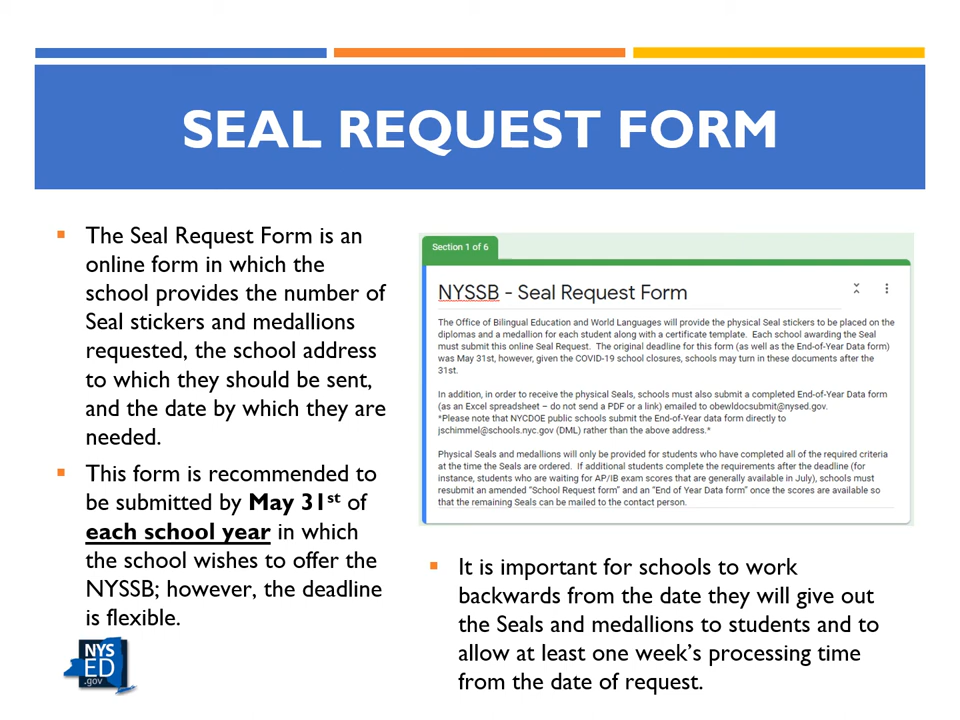 SEAL REQUEST FORM
▪ The Seal Request Form is an
online form in which the
school provides the number of
Seal stickers and medallions
requested, the school address
to which they should be sent,
and the date by which they are
needed.
▪ This form is recommended to
be submitted by May 31st of
each school year in which
the school wishes to offer the
NYSSB; however, the deadline
is flexible.
NYS
ED
.gov
Section 1 of 6
NYSSB - Seal Request Form
The Office of Bilingual Education and World Languages will provide the physical Seal stickers to be placed on the
diplomas and a medallion for each student along with a certificate template. Each school awarding the Seal
must submit this online Seal Request. The original deadline for this form (as well as the End-of-Year Data form)
was May 31st, however, given the COVID-19 school closures, schools may turn in these documents after the
31st.
In addition, in order to receive the physical Seals, schools must also submit a completed End-of-Year Data form
(as an Excel spreadsheet – do not send a PDF or a link) emailed to obewldocsubmit@nysed.gov.
*Please note that NYCDOE public schools submit the End-of-Year data form directly to
jschimmel@schools.nyc.gov (DML) rather than the above address.*
Physical Seals and medallions will only be provided for students who have completed all of the required criteria
at the time the Seals are ordered. If additional students complete the requirements after the deadline (for
instance, students who are waiting for AP/IB exam scores that are generally available in July), schools must
resubmit an amended "School Request form" and an "End of Year Data form" once the scores are available so
that the remaining Seals can be mailed to the contact person.
▪ It is important for schools to work
backwards from the date they will give out
the Seals and medallions to students and to
allow at least one week's processing time
from the date of request.